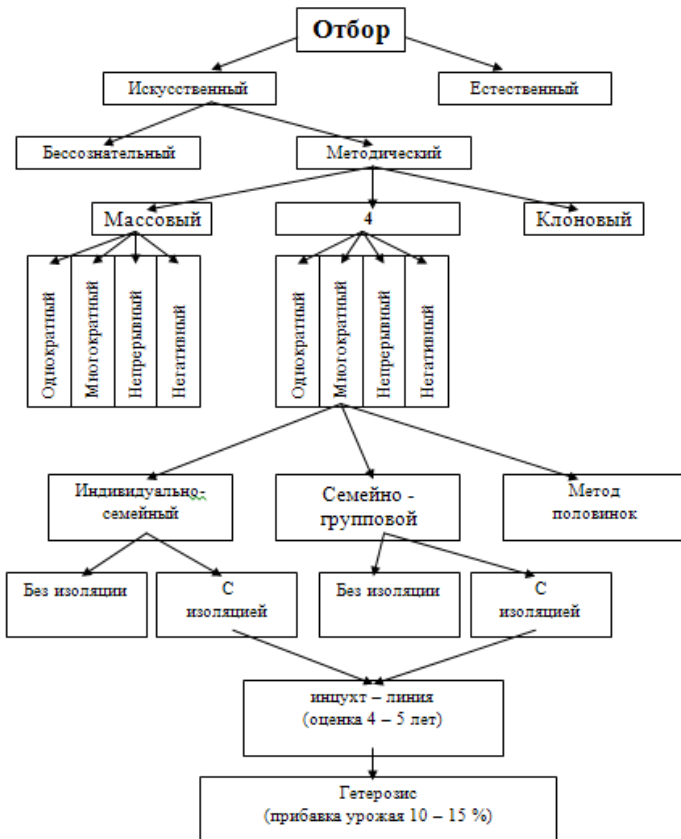 Отбор
Искусственный
Естественный
Бессознательный
Методический
Массовый
4
Клоновый
Однократный
Многократный
Непрерывный
Негативный
Однократный
Многократный
Непрерывный
Негативный
Индивидуально-
семейный
Семейно -
групповой
Метод
половинок
Без изоляции
С
изоляцией
Без изоляции
С
изоляцией
инцухт – линия
(оценка 4 – 5 лет)
Гетерозис
(прибавка урожая 10 – 15 %)